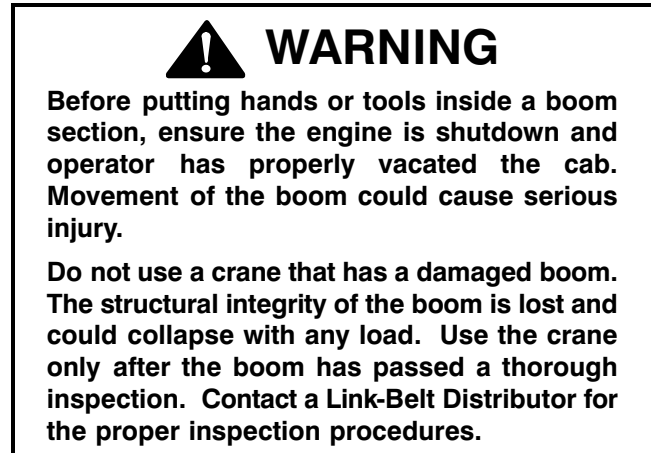 WARNING
Before putting hands or tools inside a boom
section, ensure the engine is shutdown and
operator has properly vacated the cab.
Movement of the boom could cause serious
injury.
Do not use a crane that has a damaged boom.
The structural integrity of the boom is lost and
could collapse with any load. Use the crane
only after the boom has passed a thorough
inspection. Contact a Link-Belt Distributor for
the proper inspection procedures.